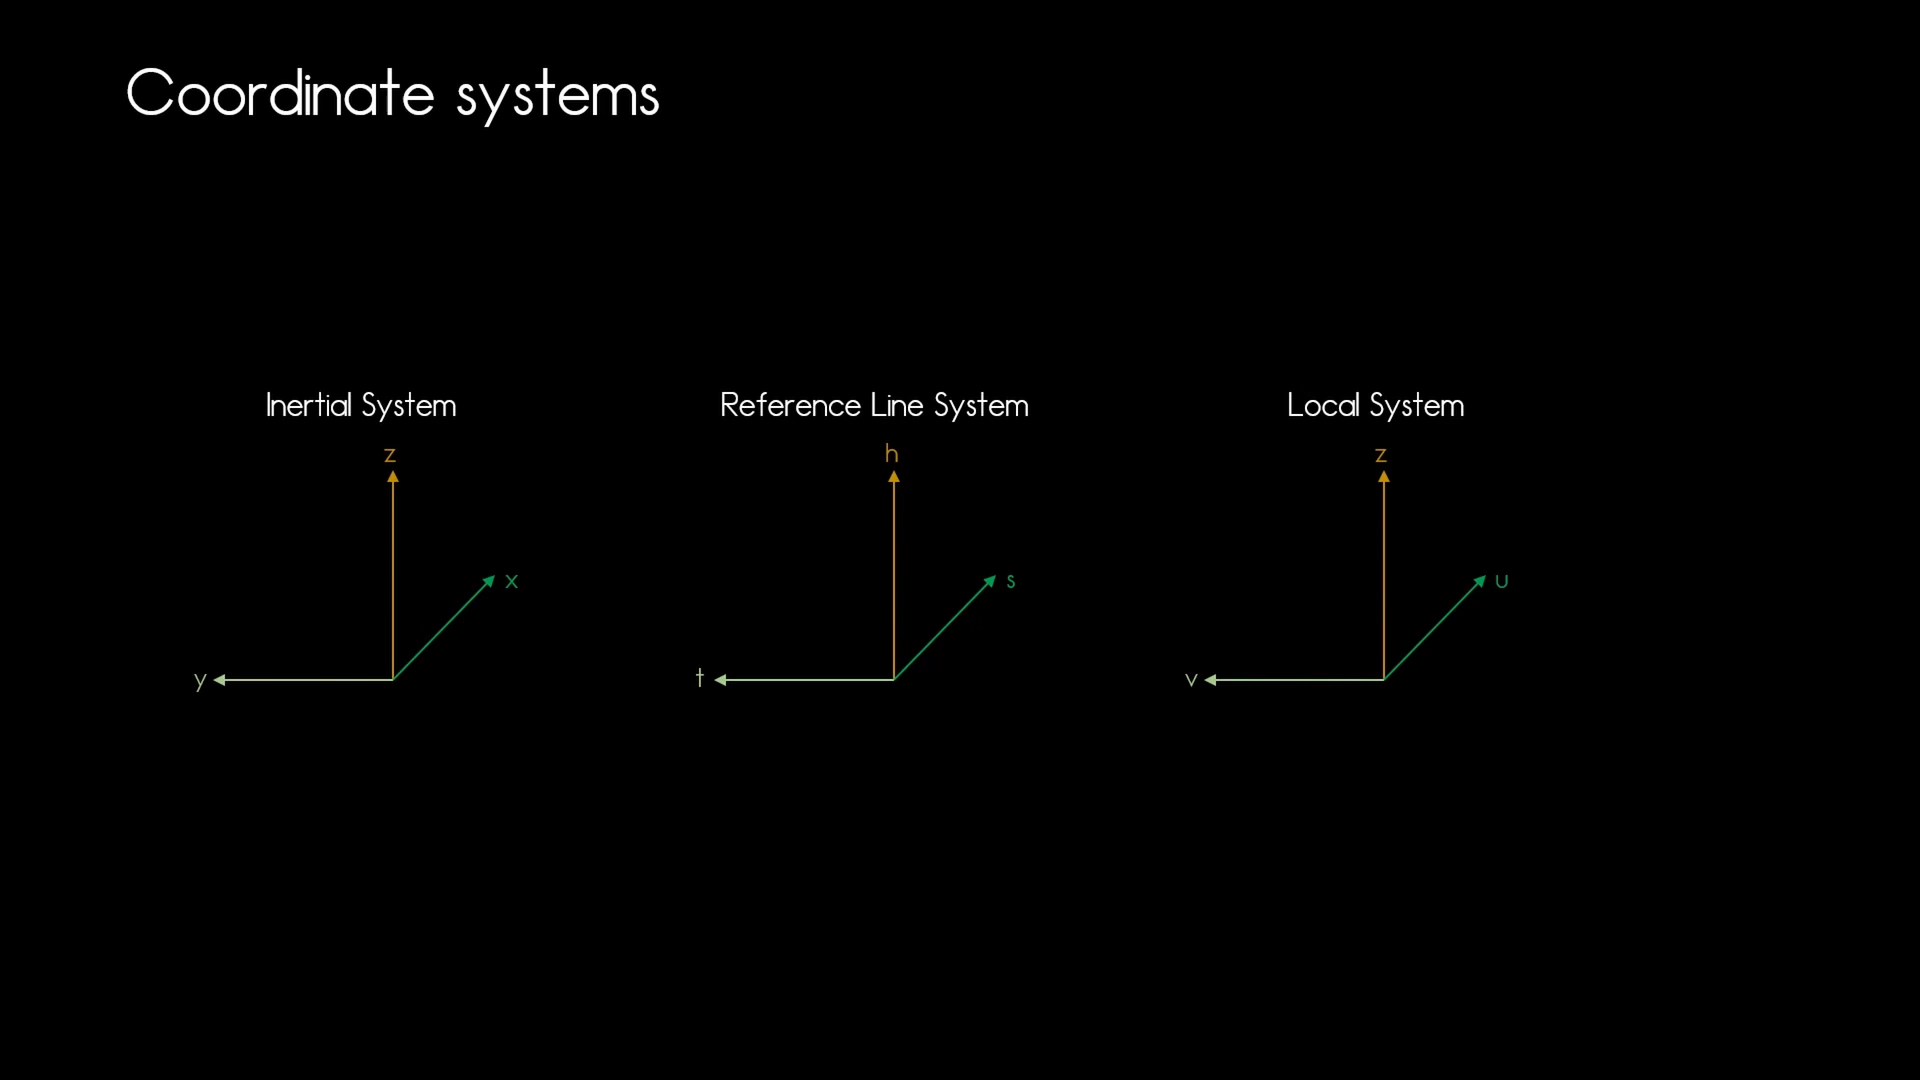 Coordinate systems
Inertial System
z
x
y
Reference Line System
h
s
t
Local System
z
u
v